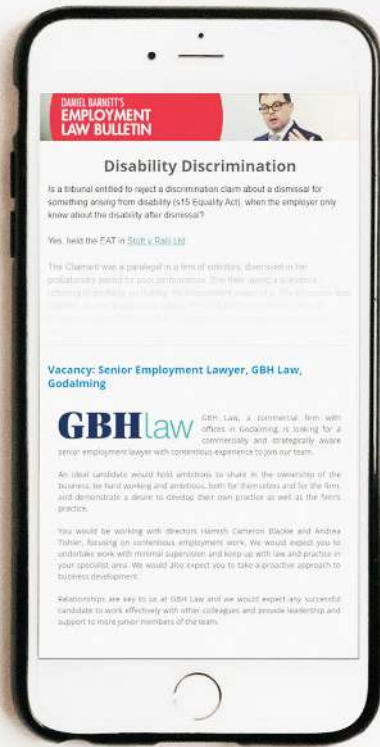 DANIEL BARNETT'S
EMPLOYMENT
LAW BULLETIN
Disability Discrimination
Is a tribunal entitled to reject a discrimination claim about a dismissal for
something arising from disability (s15 Equality Act), when the employer only
knew about the disability after dismissal?
Yes, held the EAT in Stott v Ralli Ltd
The Claimant was a paralegal in a firm of solicitors, dismissed in her
probationary period for poor performance. She then raised a grievance
Vacancy: Senior Employment Lawyer, GBH Law,
Godalming
GBHlaw
GBH Law, a commercial firm with
offices in Godalming, is looking for a
commercially and strategically aware
senior employment lawyer with contentious experience to join our team.
An ideal candidate would hold ambitions to share in the ownership of the
business, be hard working and ambitious, both for themselves and for the firm,
and demonstrate a desire to develop their own practice as well as the firm's
practice.
You would be working with directors Hamish Cameron Blackie and Andrea
Tishler, focusing on contentious employment work. We would expect you to
undertake work with minimal supervision and keep up with law and practice in
your specialist area. We would also expect you to take a proactive approach to
business development.
Relationships are key to us at GBH Law and we would expect any successful
candidate to work effectively with other colleagues and provide leadership and
support to more junior members of the team.